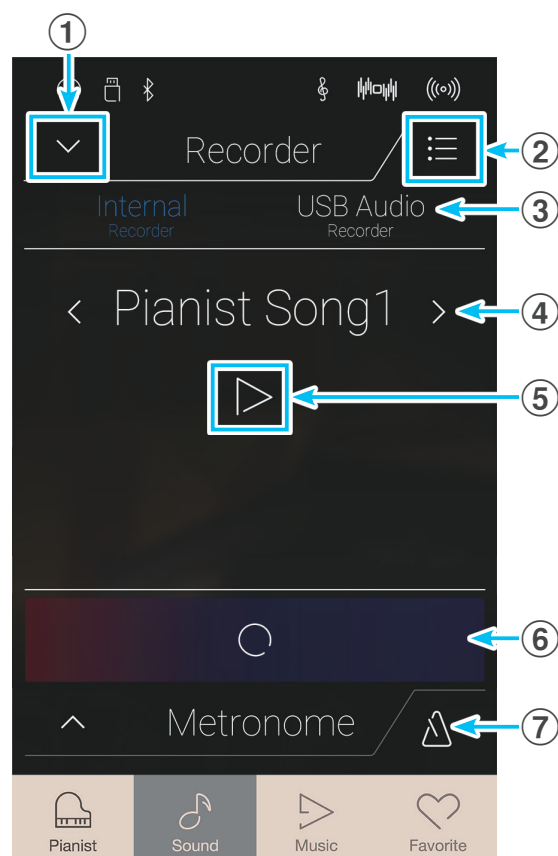 1
Recorder
2
Internal
Recorder
USB Audio
Recorder
3
Pianist Song1
4
5
6
Metronome
7
Pianist
Sound
Music
Favorite